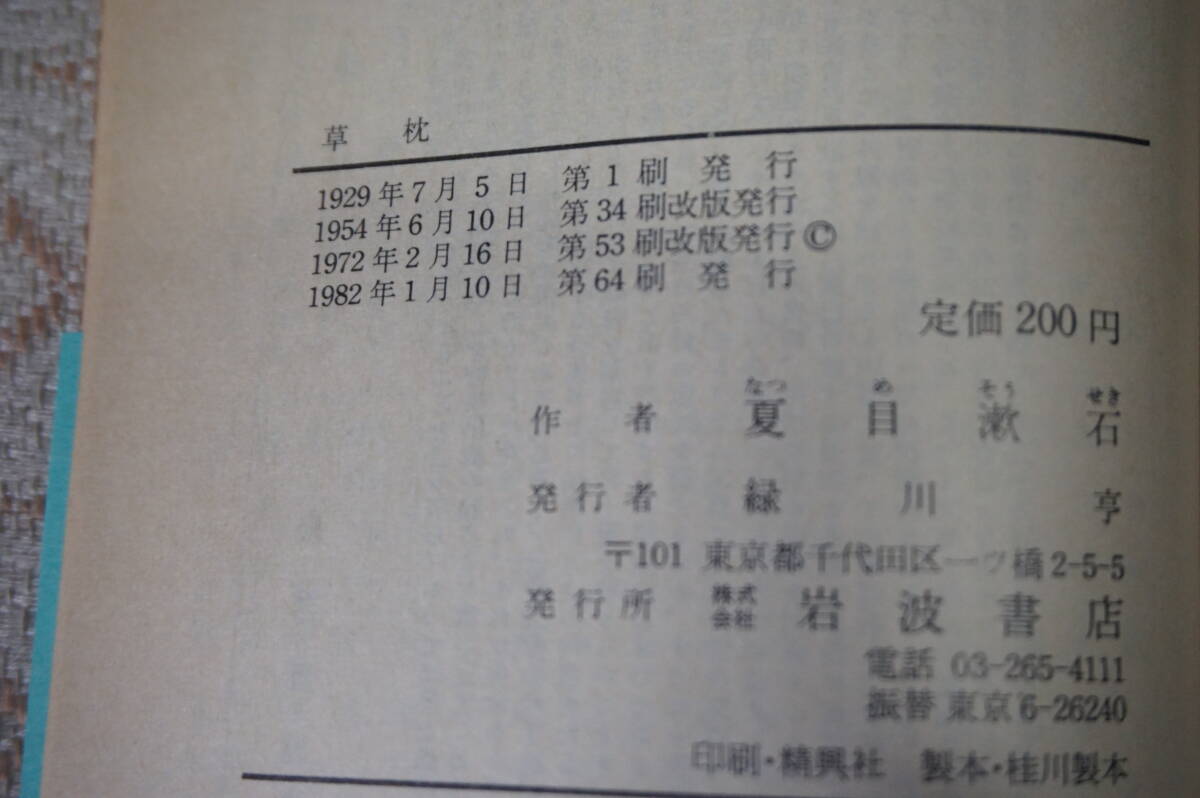 草枕
1929年7月5日 第1刷発行
1954年6月10日 第34刷改版発行
1972年2月16日 第53刷改版発行©
1982年1月10日 第64刷発行
定価200円
なつめそうせき
作者 夏目漱石
発行者 緑川亨
〒101 東京都千代田区一ツ橋2-5-5
発行所 株式会社 岩波書店
電話 03-265-4111
振替 東京6-26240
印刷・精興社 製本・桂川製本